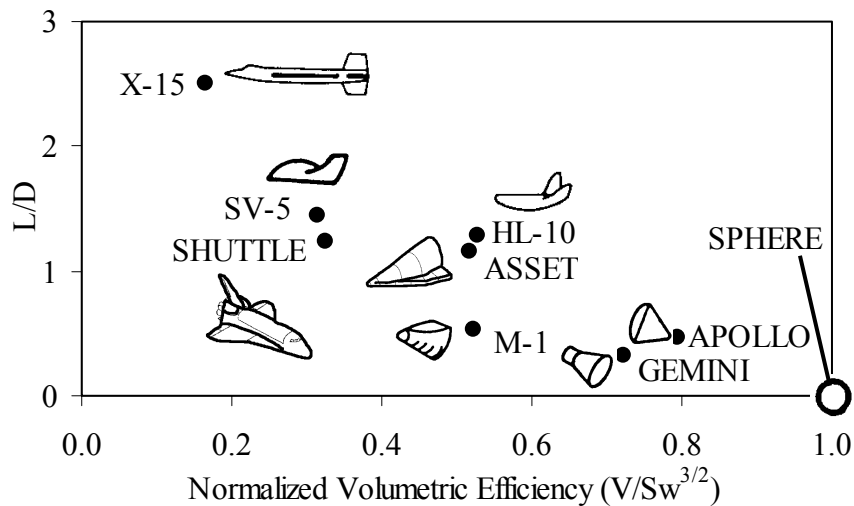 3
X-15
2
L/D
SV-5
HL-10
SPHERE
SHUTTLE
ASSET
1
M-1
APOLLO
GEMINI
0
0.0 0.2 0.4 0.6 0.8 1.0
Normalized Volumetric Efficiency (V/Sw^3/2)